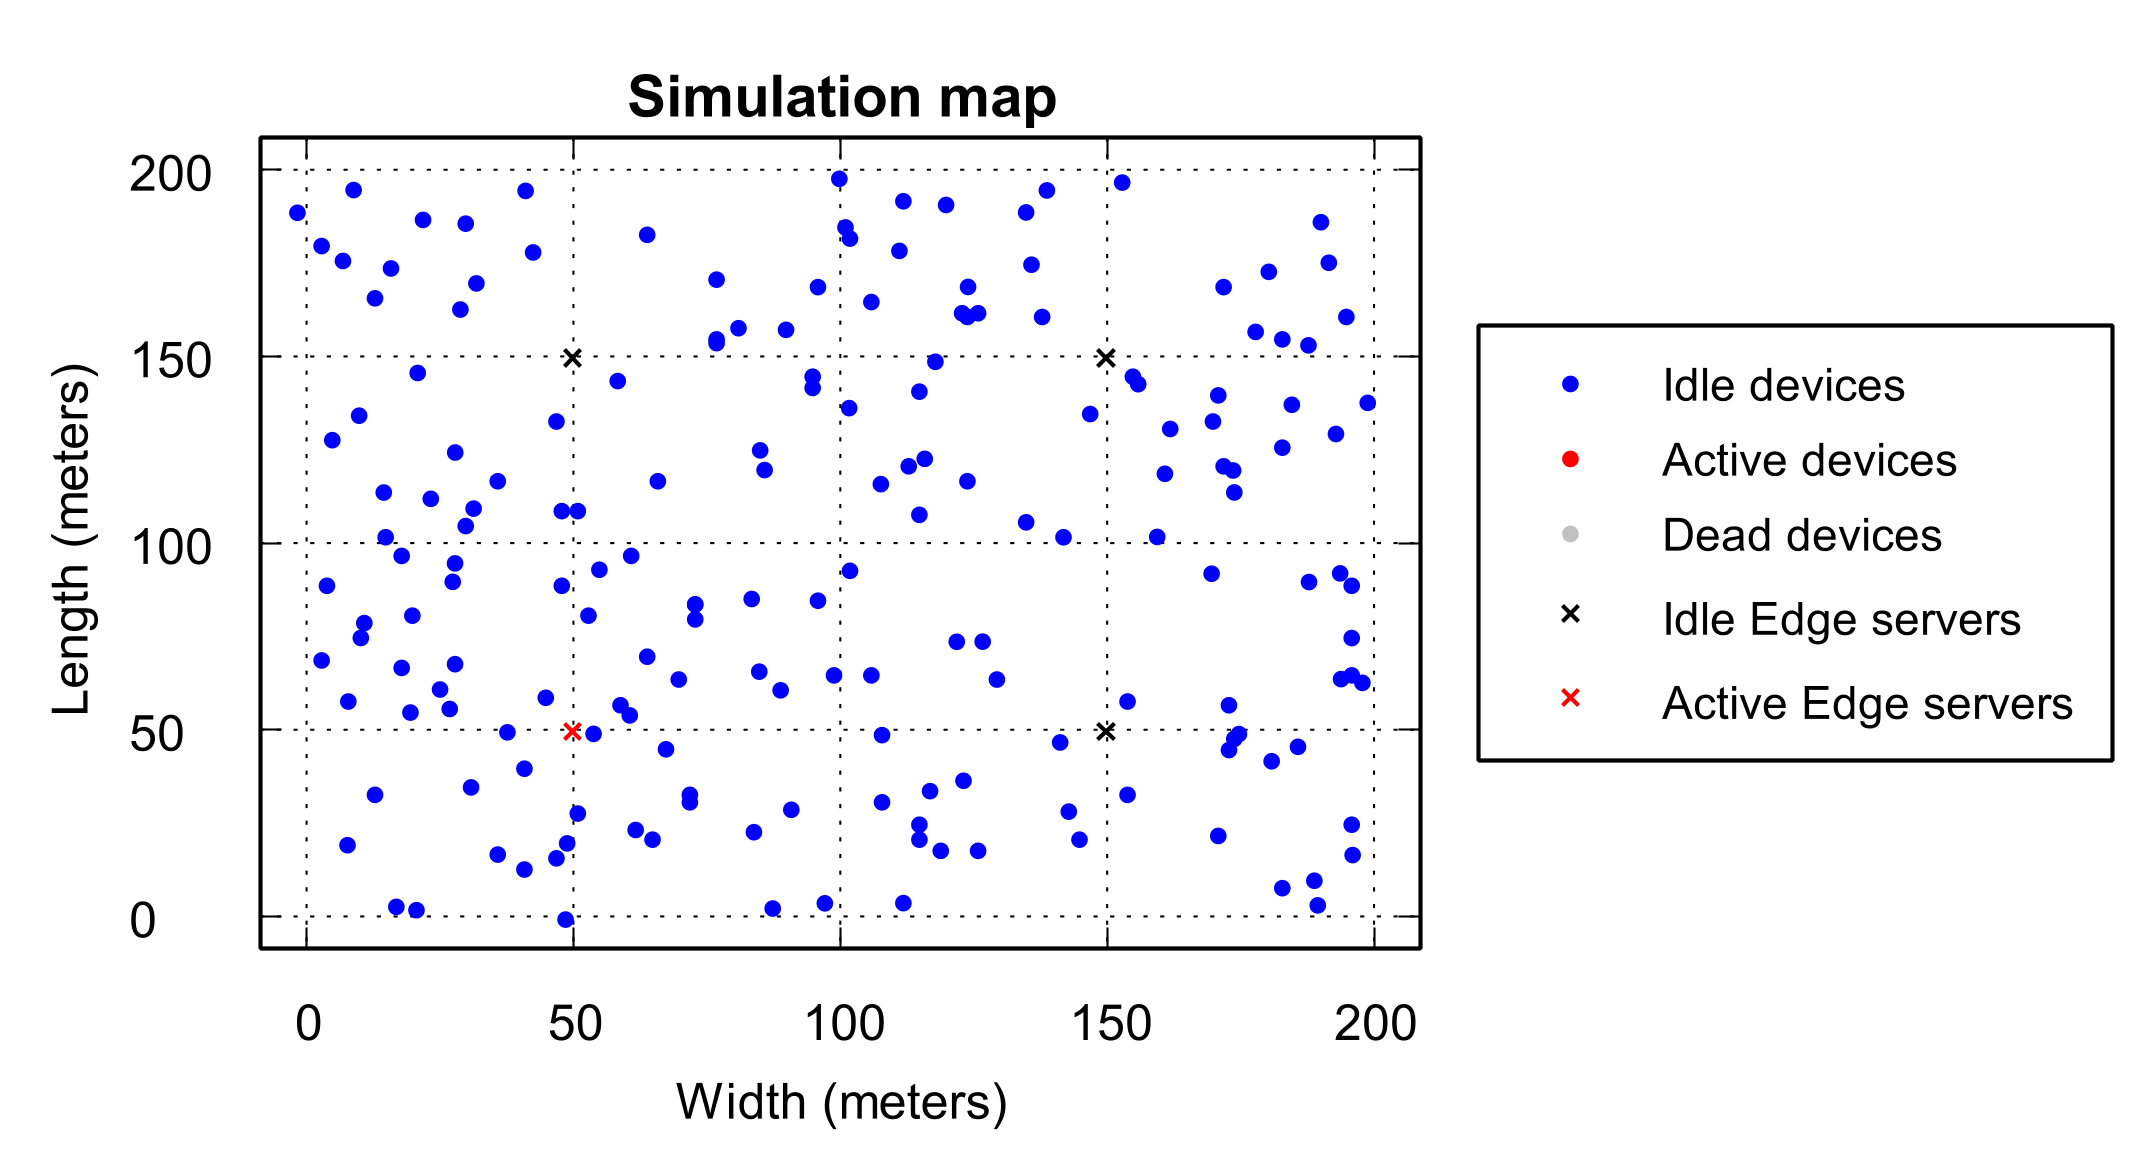 Simulation map
200
150
100
50
0
Length (meters)
0 50 100 150 200
Width (meters)
Idle devices
Active devices
Dead devices
Idle Edge servers
Active Edge servers